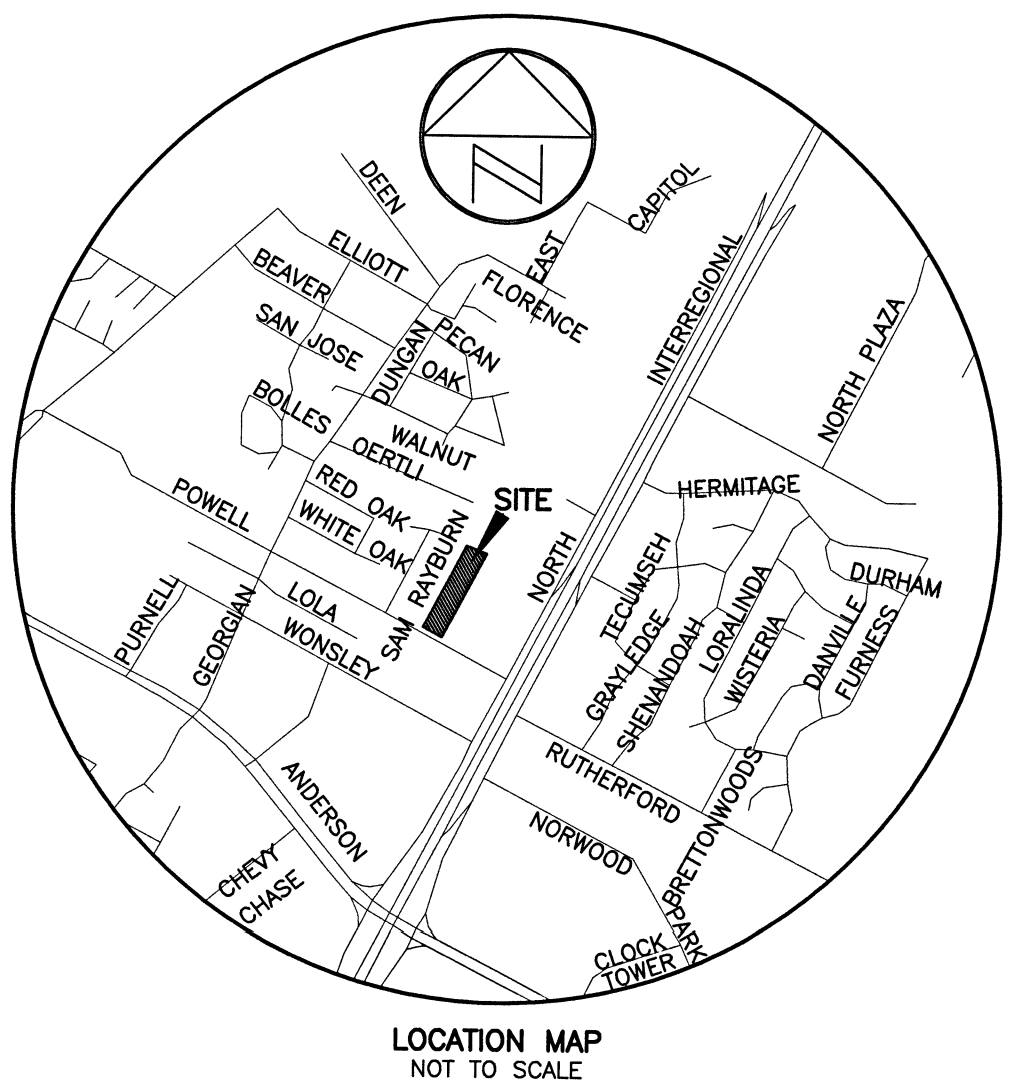 N
DEEN
CAPITOL
ELLIOTT
EAST
BEAVER
FLORENCE
INTERREGIONAL
SAN JOSE
DUNGAN
PECAN
OAK
NORTH PLAZA
BOLLES
WALNUT
OERTLI
RED OAK
WHITE OAK
POWELL
SITE
HERMITAGE
SAM RAYBURN
NORTH
TECUMSEH
DURHAM
LOLA
WONSLEY
PURNELL
GEORGIAN
GRAYLEDGE
SHENANDOAH
LORALINDA
WISTERIA
DANVILLE
FURNESS
RUTHERFORD
ANDERSON
NORWOOD
BRETTONWOODS
CHEVY
CHASE
PARK
CLOCK
TOWER
LOCATION MAP
NOT TO SCALE